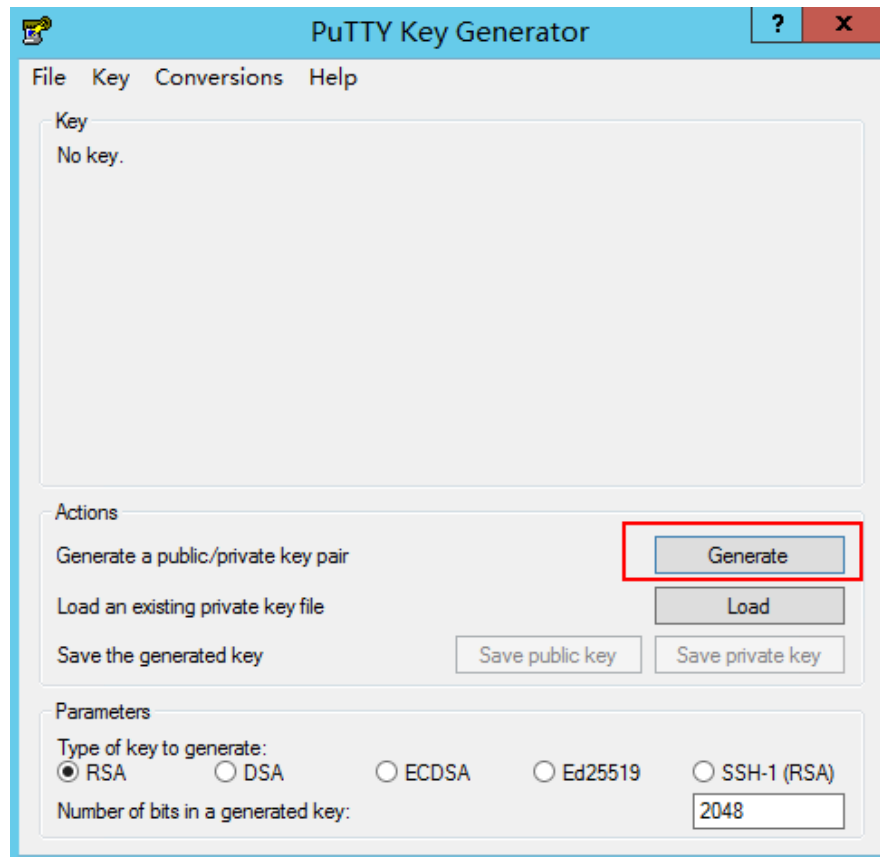 PuTTY Key Generator
? X
File Key Conversions Help
Key
No key.
Actions
Generate a public/private key pair Generate
Load an existing private key file Load
Save the generated key Save public key Save private key
Parameters
Type of key to generate:
RSA DSA ECDSA Ed25519 SSH-1 (RSA)
Number of bits in a generated key: 2048